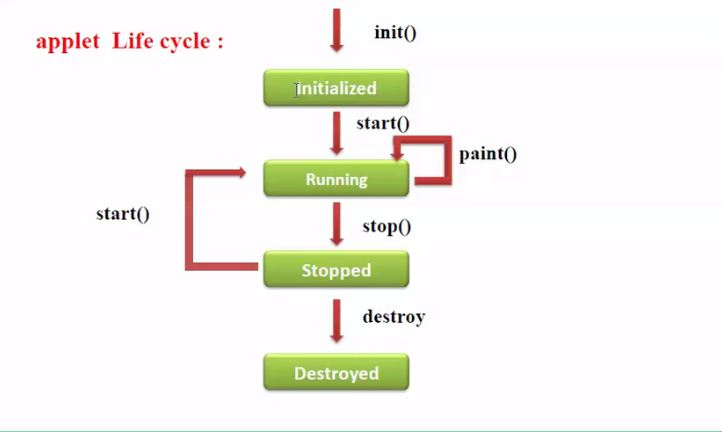 applet Life cycle :
init()
Initialized
start()
paint()
Running
start()
stop()
Stopped
destroy
Destroyed